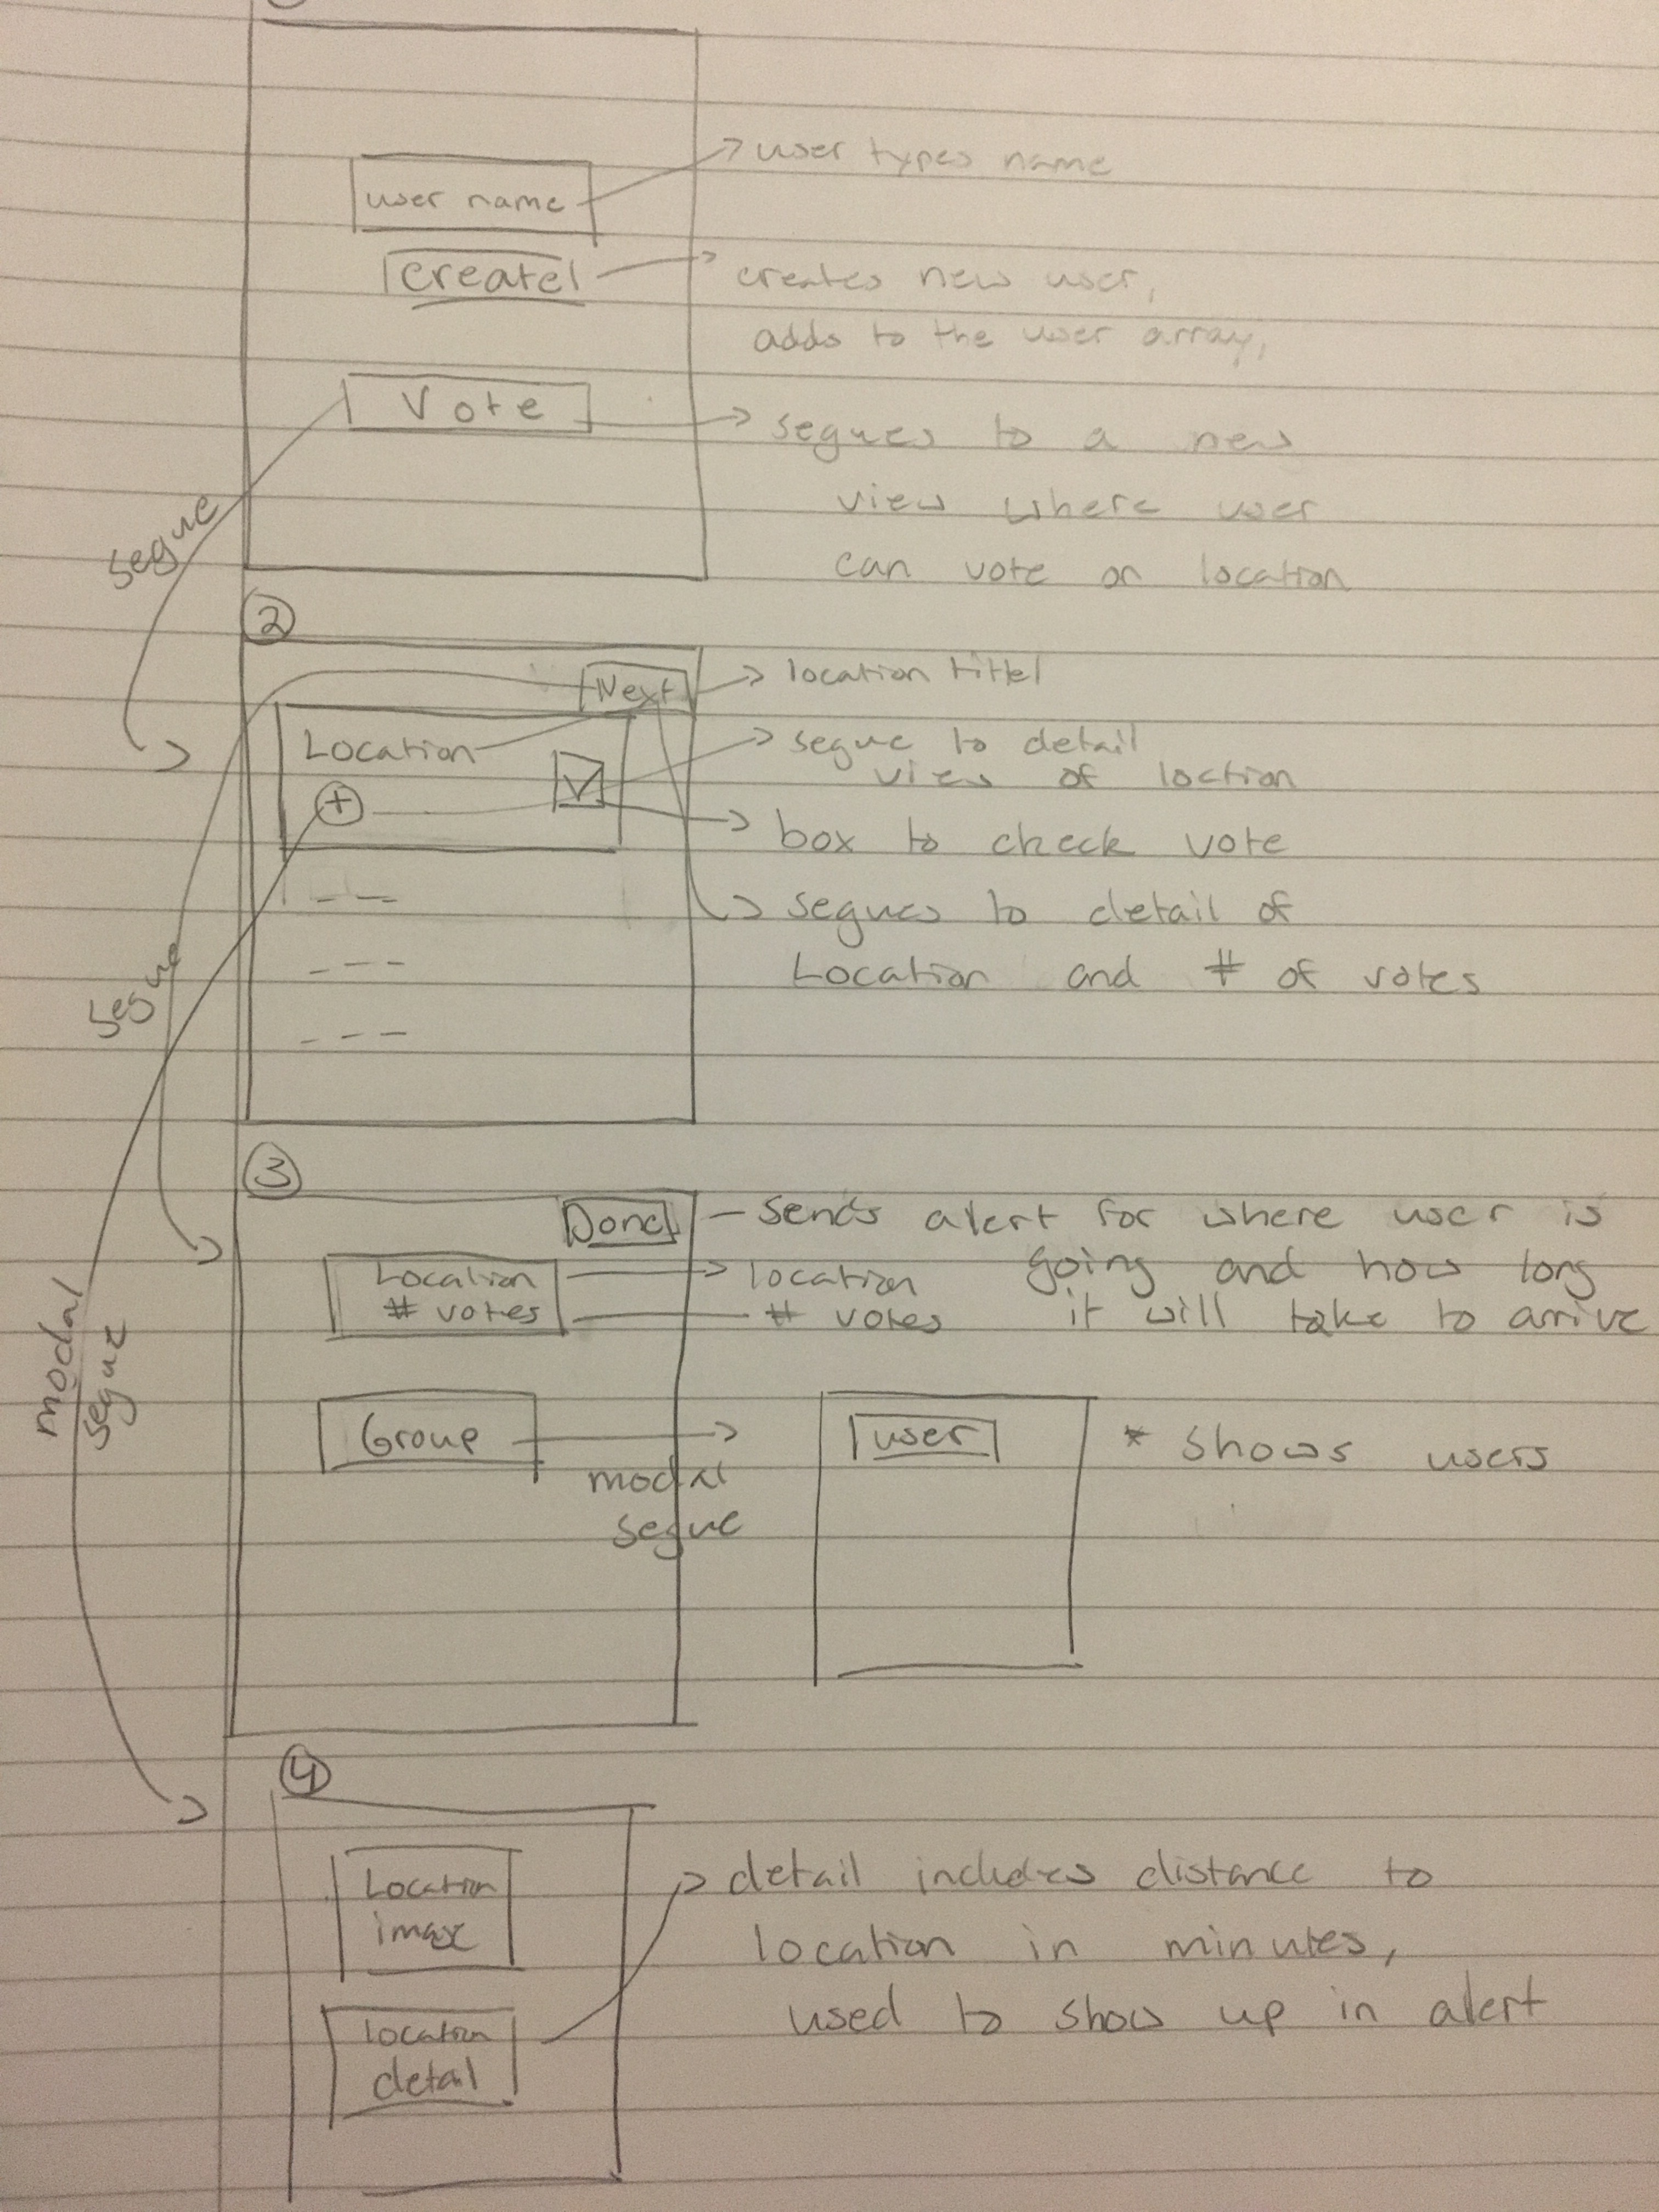 user name
user types name
create
creates new user,
adds to the user array,
Vote
segues to a new
view where user
can vote on location
segue
2
Next
location tittel
Location
segue to detail
view of loction
+
box to check vote
segues to detail of
Location and # of votes
segue
3
Done
- Sends alert for where user is
going and how long
it will take to arrive
Location
# votes
location
# votes
modal
segue
Group
modal
segue
user
* shows users
4
Location
image
detail includes distance to
location in minutes,
used to show up in alert
location
detail